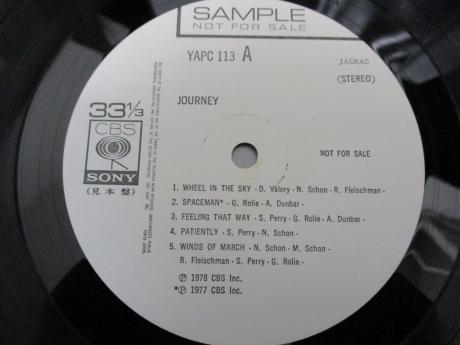 SAMPLE
NOT FOR SALE
YAPC 113 A
JASRAC
(STEREO)
33 1/3
JOURNEY
CBS
SONY
(見本盤)
NOT FOR SALE
1. WHEEL IN THE SKY - D. Valory - N. Schon - R. Fleischman -
2. SPACEMAN* - G. Rolie - A. Dunbar -
3. FEELING THAT WAY - S. Perry - G. Rolie - A. Dunbar -
4. PATIENTLY - S. Perry - N. Schon -
5. WINDS OF MARCH - N. Schon - M. Schon -
R. Fleischman - S. Perry - G. Rolie -
℗ 1978 CBS Inc.
*℗ 1977 CBS Inc.